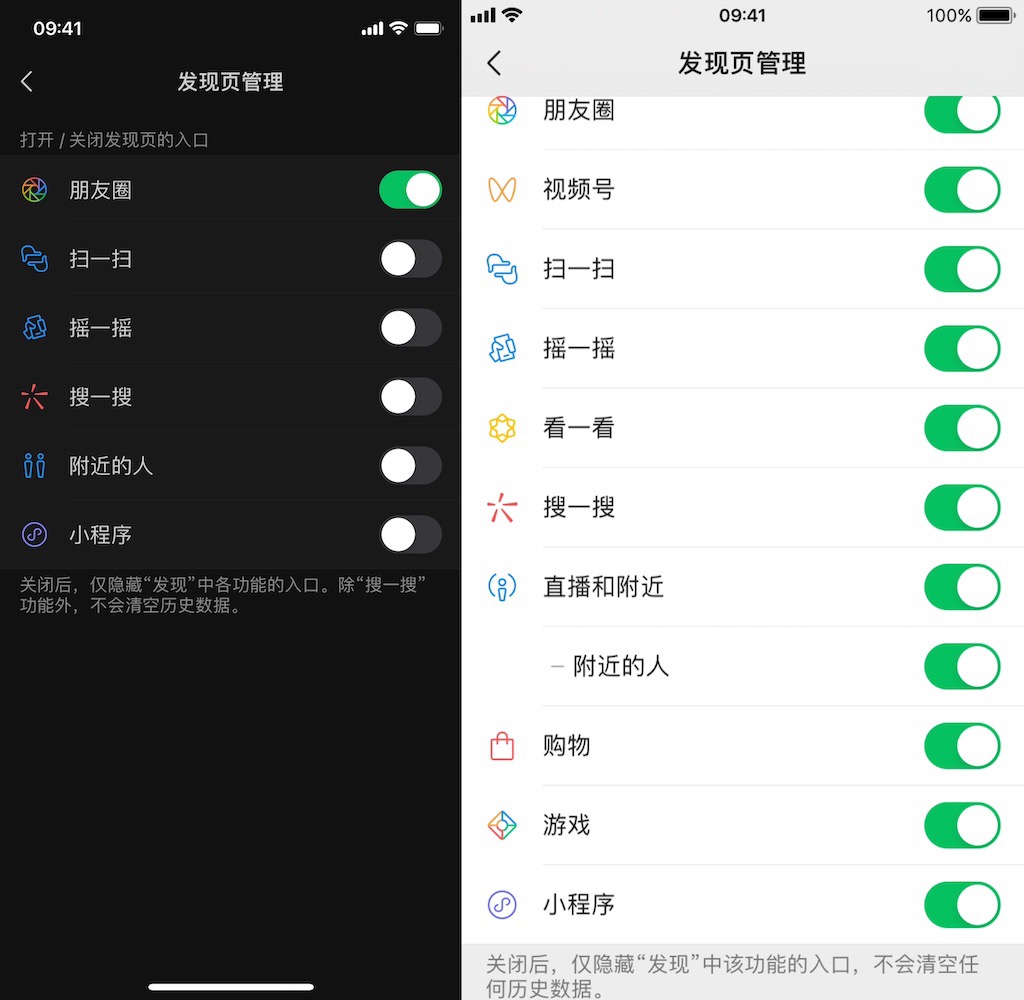 09:41
发现页管理
打开 / 关闭发现页的入口
朋友圈
扫一扫
摇一摇
搜一搜
附近的人
小程序
关闭后，仅隐藏“发现”中各功能的入口。除“搜一搜”
功能外，不会清空历史数据。
09:41
100%
发现页管理
朋友圈
视频号
扫一扫
摇一摇
看一看
搜一搜
直播和附近
– 附近的人
购物
游戏
小程序
关闭后，仅隐藏“发现”中该功能的入口，不会清空任
何历史数据。